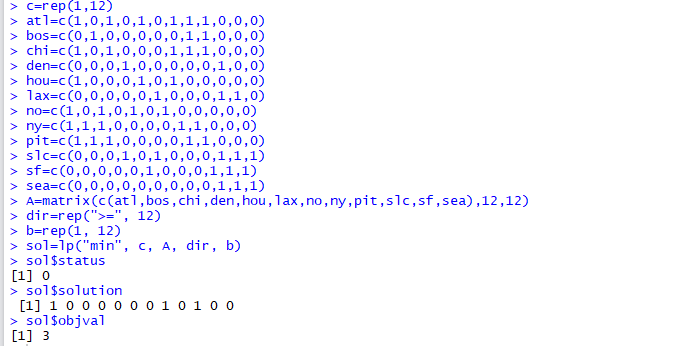 > c=rep(1,12)
> atl=c(1,0,1,0,1,0,1,1,1,0,0,0)
> bos=c(0,1,0,0,0,0,0,1,1,0,0,0)
> chi=c(1,0,1,0,0,0,1,1,1,0,0,0)
> den=c(0,0,0,1,0,0,0,0,0,1,0,0)
> hou=c(1,0,0,0,1,0,1,0,0,0,0,0)
> lax=c(0,0,0,0,0,1,0,0,0,1,1,0)
> no=c(1,0,1,0,1,0,1,0,0,0,0,0)
> ny=c(1,1,1,0,0,0,0,1,1,0,0,0)
> pit=c(1,1,1,0,0,0,0,1,1,0,0,0)
> slc=c(0,0,0,1,0,1,0,0,0,1,1,1)
> sf=c(0,0,0,0,0,1,0,0,0,1,1,1)
> sea=c(0,0,0,0,0,0,0,0,0,1,1,1)
> A=matrix(c(atl,bos,chi,den,hou,lax,no,ny,pit,slc,sf,sea),12,12)
> dir=rep(">=", 12)
> b=rep(1, 12)
> sol=lp("min", c, A, dir, b)
> sol$status
[1] 0
> sol$solution
[1] 1 0 0 0 0 0 0 1 0 1 0 0
> sol$objval
[1] 3